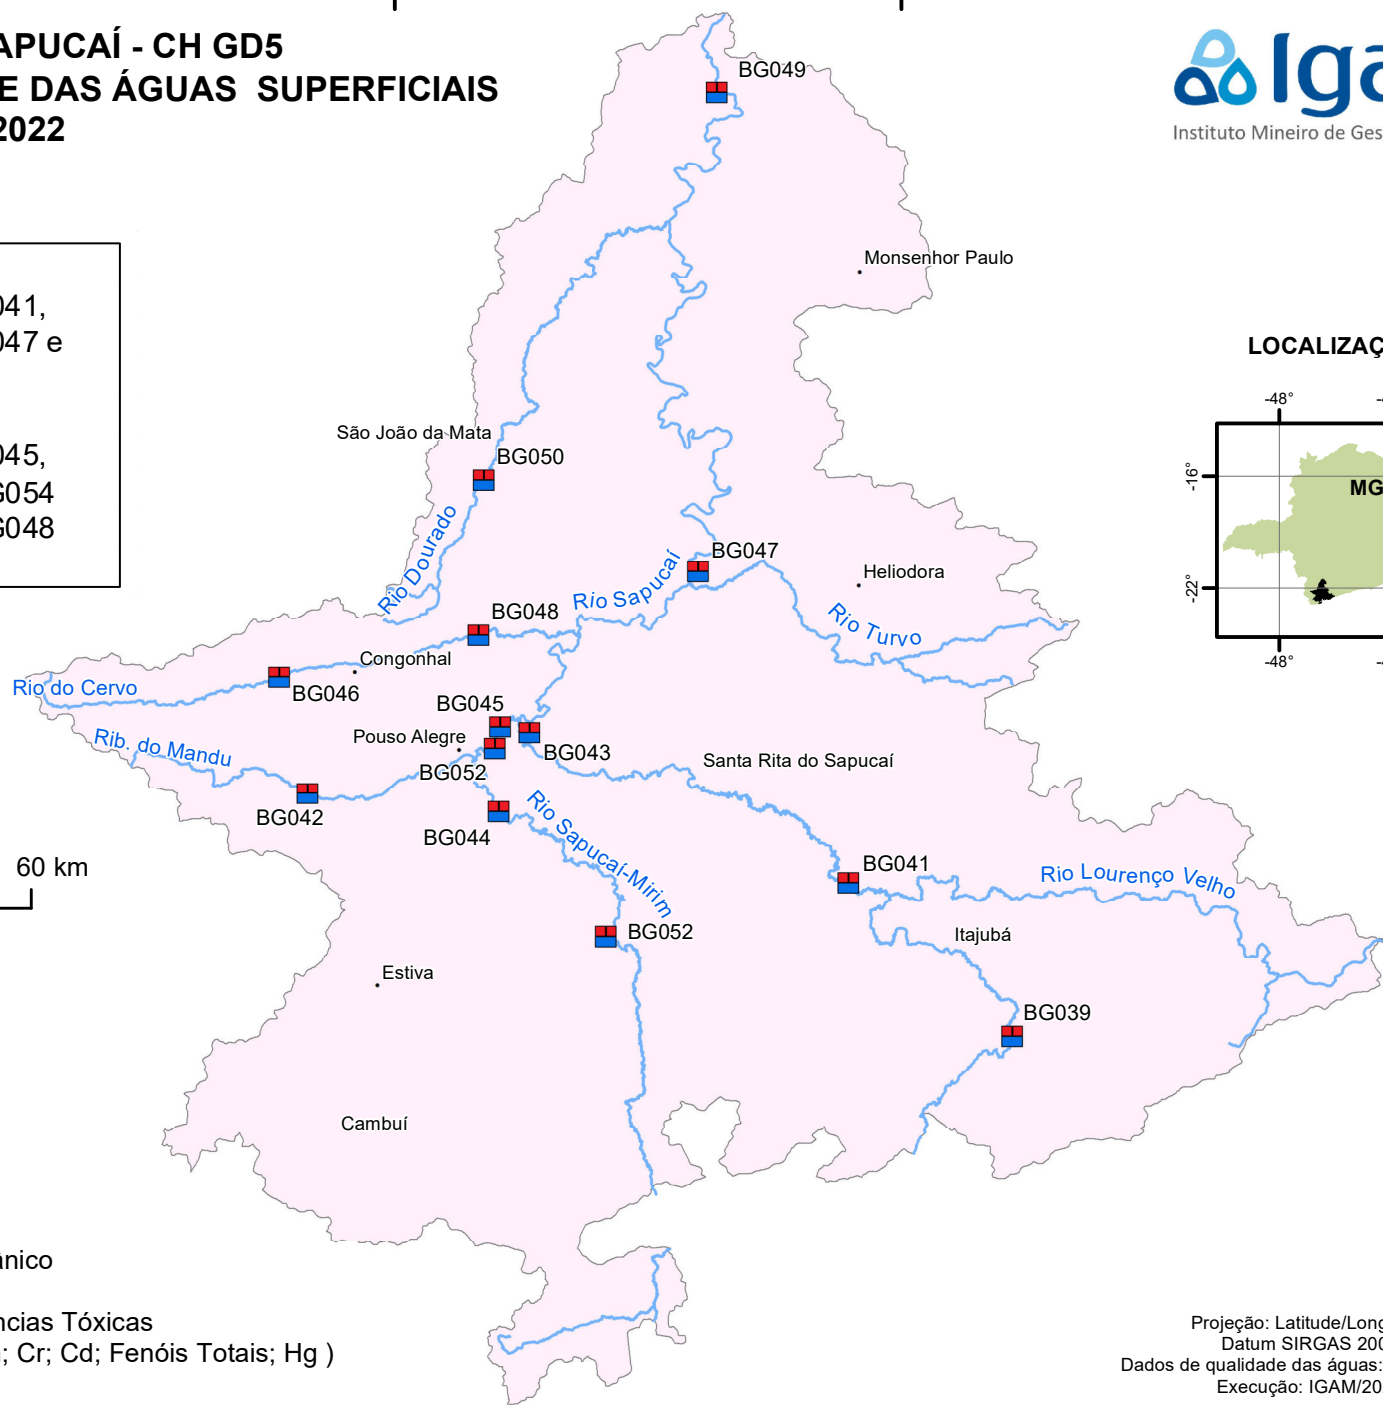 APUCAÍ - CH GD5
E DAS ÁGUAS SUPERFICIAIS
2022
Iga
Instituto Mineiro de Ges
041,
047 e
045,
G054
G048
BG049
Monsenhor Paulo
LOCALIZAÇ
-48°
-16°
MG
-22°
-48°
São João da Mata
BG050
Rio Dourado
BG047
Rio Sapucaí
Heliodora
Rio Turvo
BG048
Congonhal
Rio do Cervo
BG046
BG045
Rib. do Mandu
Pouso Alegre
BG043
BG052
Santa Rita do Sapucaí
BG042
BG044
Rio Sapucaí-Mirim
60 km
BG041
Rio Lourenço Velho
BG052
Itajubá
Estiva
BG039
Cambuí
ânico
ncias Tóxicas
; Cr; Cd; Fenóis Totais; Hg )
Projeção: Latitude/Long
Datum SIRGAS 200
Dados de qualidade das águas:
Execução: IGAM/20